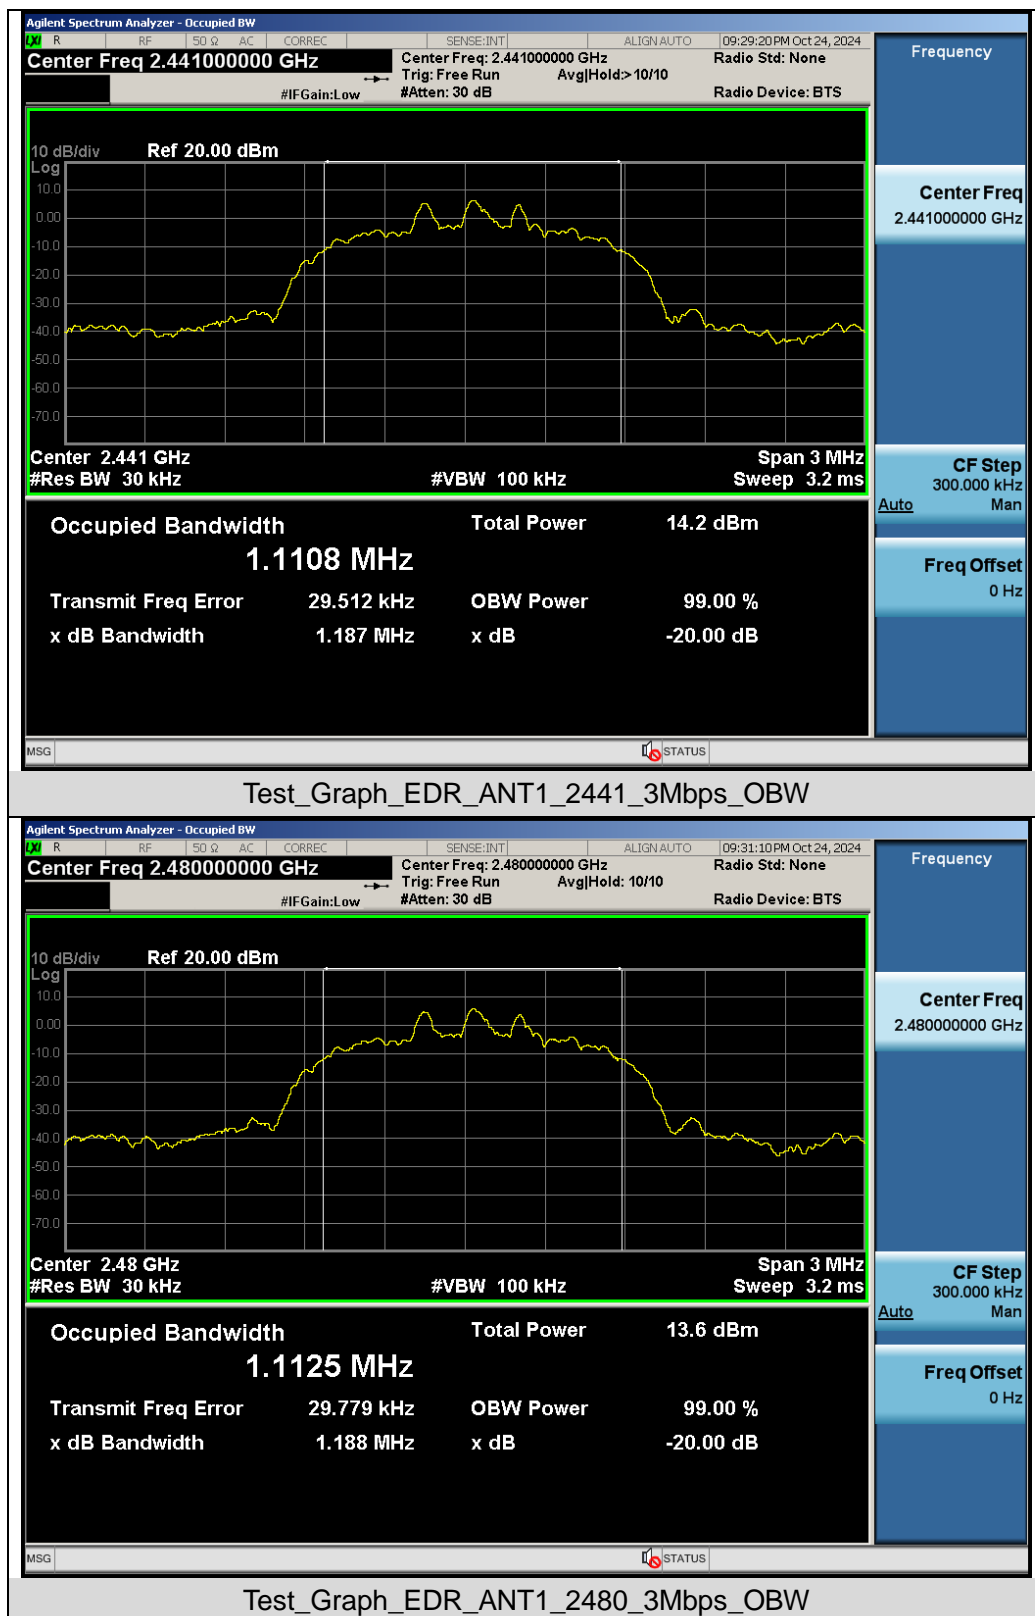 Agilent Spectrum Analyzer - Occupied BW
LXI R RF 50 Ω AC CORREC SENSE:INT ALIGN AUTO 09:29:20 PM Oct 24, 2024
Center Freq 2.441000000 GHz
Center Freq: 2.441000000 GHz
Radio Std: None
Trig: Free Run Avg|Hold:> 10/10
#IFGain:Low
#Atten: 30 dB
Radio Device: BTS
10 dB/div Ref 20.00 dBm
Log
10.0
0.00
-10.0
-20.0
-30.0
-40.0
-50.0
-60.0
-70.0
Center 2.441 GHz Span 3 MHz
#Res BW 30 kHz #VBW 100 kHz Sweep 3.2 ms
Occupied Bandwidth Total Power 14.2 dBm
1.1108 MHz
Transmit Freq Error 29.512 kHz OBW Power 99.00 %
x dB Bandwidth 1.187 MHz x dB -20.00 dB
MSG STATUS
Frequency
Center Freq
2.441000000 GHz
CF Step
300.000 kHz
Auto Man
Freq Offset
0 Hz
Test_Graph_EDR_ANT1_2441_3Mbps_OBW
Agilent Spectrum Analyzer - Occupied BW
LXI R RF 50 Ω AC CORREC SENSE:INT ALIGN AUTO 09:31:10 PM Oct 24, 2024
Center Freq 2.480000000 GHz
Center Freq: 2.480000000 GHz
Radio Std: None
Trig: Free Run Avg|Hold: 10/10
#IFGain:Low
#Atten: 30 dB
Radio Device: BTS
10 dB/div Ref 20.00 dBm
Log
10.0
0.00
-10.0
-20.0
-30.0
-40.0
-50.0
-60.0
-70.0
Center 2.48 GHz Span 3 MHz
#Res BW 30 kHz #VBW 100 kHz Sweep 3.2 ms
Occupied Bandwidth Total Power 13.6 dBm
1.1125 MHz
Transmit Freq Error 29.779 kHz OBW Power 99.00 %
x dB Bandwidth 1.188 MHz x dB -20.00 dB
MSG STATUS
Frequency
Center Freq
2.480000000 GHz
CF Step
300.000 kHz
Auto Man
Freq Offset
0 Hz
Test_Graph_EDR_ANT1_2480_3Mbps_OBW